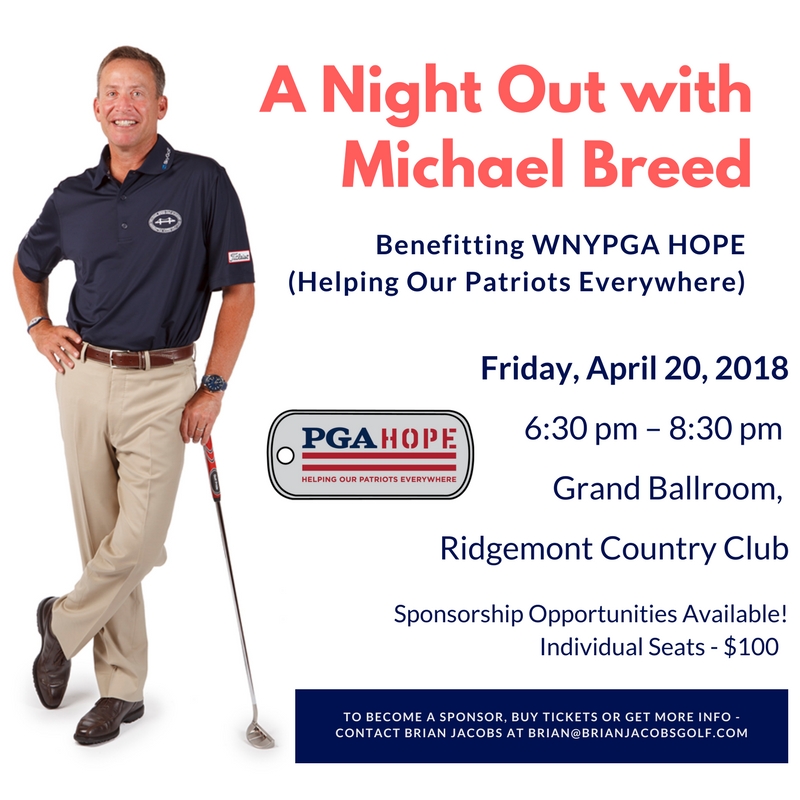 A Night Out with
Michael Breed
Benefitting WNYPGA HOPE
(Helping Our Patriots Everywhere)
Friday, April 20, 2018
6:30 pm – 8:30 pm
PGA HOPE
HELPING OUR PATRIOTS EVERYWHERE
Grand Ballroom,
Ridgemont Country Club
Sponsorship Opportunities Available!
Individual Seats - $100
TO BECOME A SPONSOR, BUY TICKETS OR GET MORE INFO -
CONTACT BRIAN JACOBS AT BRIAN@BRIANJACOBSGOLF.COM
Titleist